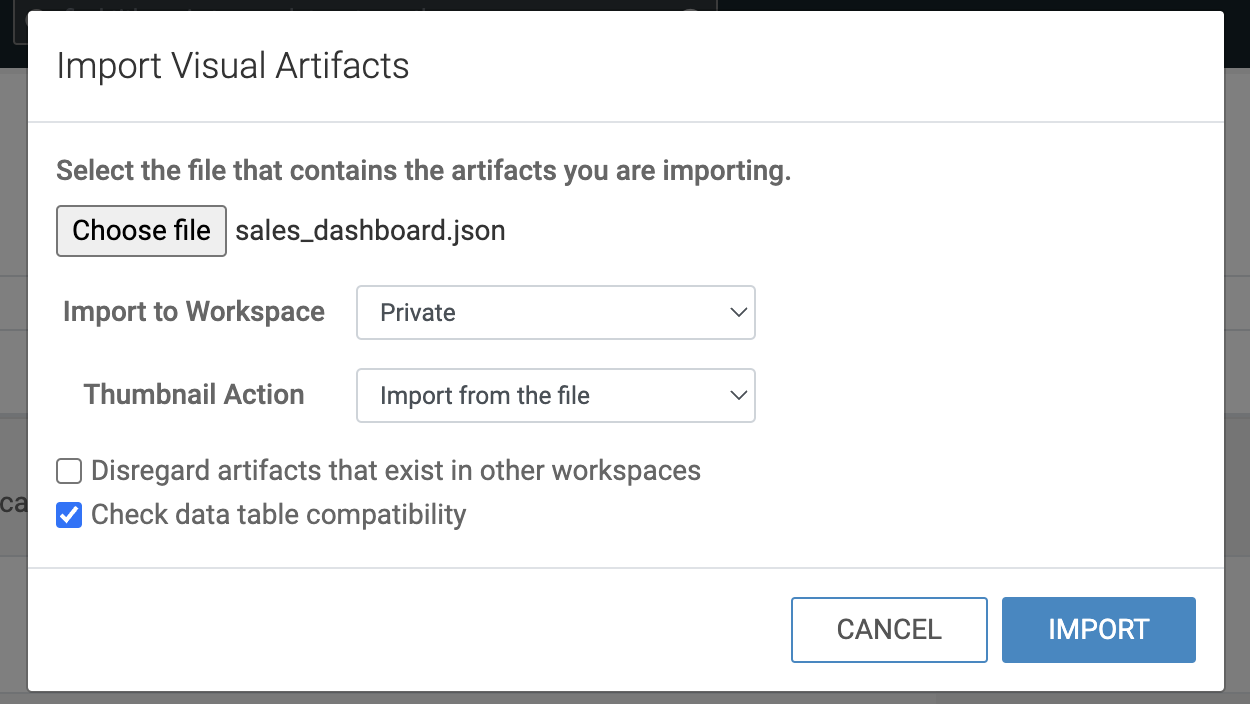 Import Visual Artifacts
Select the file that contains the artifacts you are importing.
Choose file sales_dashboard.json
Import to Workspace Private
Thumbnail Action Import from the file
Disregard artifacts that exist in other workspaces
ca
Check data table compatibility
CANCEL IMPORT